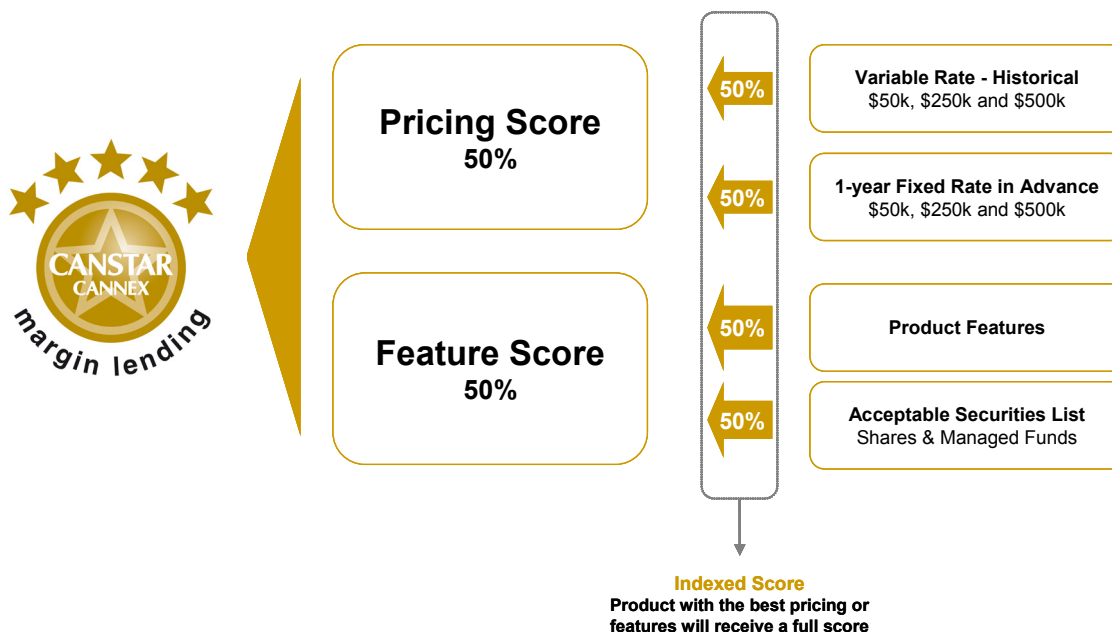 CANSTAR
CANNEX
margin lending
Pricing Score
50%
Feature Score
50%
50%
50%
50%
50%
Variable Rate - Historical
$50k, $250k and $500k
1-year Fixed Rate in Advance
$50k, $250k and $500k
Product Features
Acceptable Securities List
Shares & Managed Funds
Indexed Score
Product with the best pricing or
features will receive a full score